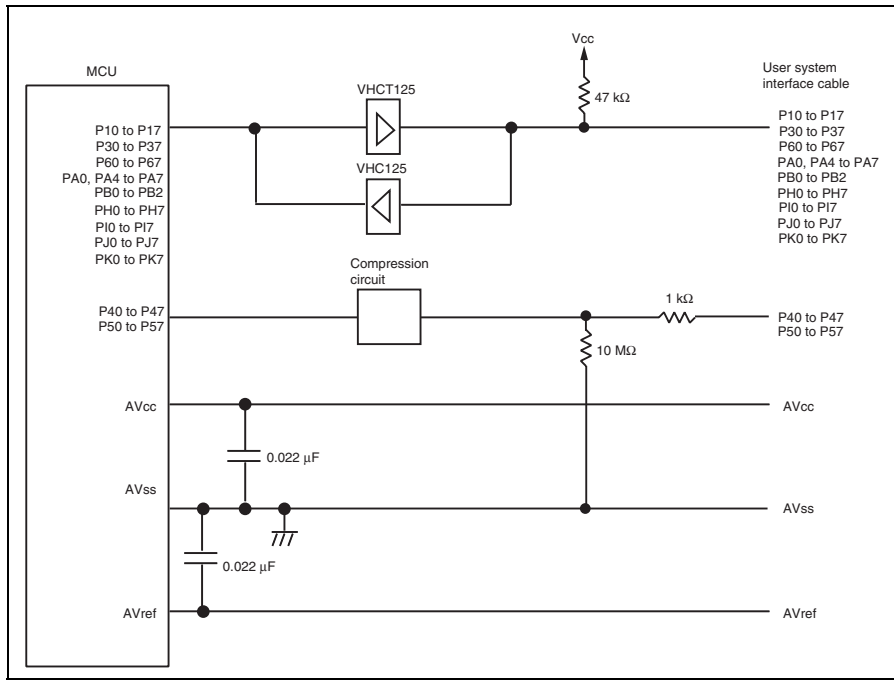 Vcc
MCU
User system
interface cable
VHCT125
47 kΩ
P10 to P17
P30 to P37
P60 to P67
PA0, PA4 to PA7
PB0 to PB2
PH0 to PH7
PI0 to PI7
PJ0 to PJ7
PK0 to PK7
VHC125
P10 to P17
P30 to P37
P60 to P67
PA0, PA4 to PA7
PB0 to PB2
PH0 to PH7
PI0 to PI7
PJ0 to PJ7
PK0 to PK7
Compression
circuit
1 kΩ
P40 to P47
P50 to P57
P40 to P47
P50 to P57
10 MΩ
AVcc
AVcc
0.022 μF
AVss
AVss
0.022 μF
AVref
AVref